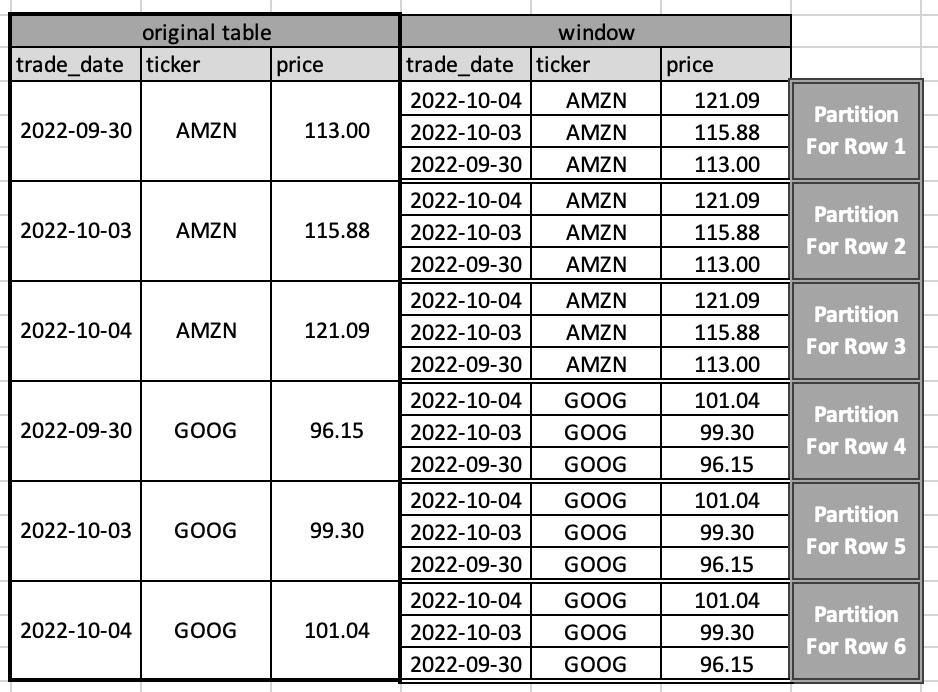 original table window
trade_date ticker price trade_date ticker price
2022-09-30 AMZN 113.00
2022-10-04 AMZN 121.09
2022-10-03 AMZN 115.88
2022-09-30 AMZN 113.00
Partition
For Row 1
2022-10-03 AMZN 115.88
2022-10-04 AMZN 121.09
2022-10-03 AMZN 115.88
2022-09-30 AMZN 113.00
Partition
For Row 2
2022-10-04 AMZN 121.09
2022-10-04 AMZN 121.09
2022-10-03 AMZN 115.88
2022-09-30 AMZN 113.00
Partition
For Row 3
2022-09-30 GOOG 96.15
2022-10-04 GOOG 101.04
2022-10-03 GOOG 99.30
2022-09-30 GOOG 96.15
Partition
For Row 4
2022-10-03 GOOG 99.30
2022-10-04 GOOG 101.04
2022-10-03 GOOG 99.30
2022-09-30 GOOG 96.15
Partition
For Row 5
2022-10-04 GOOG 101.04
2022-10-04 GOOG 101.04
2022-10-03 GOOG 99.30
2022-09-30 GOOG 96.15
Partition
For Row 6